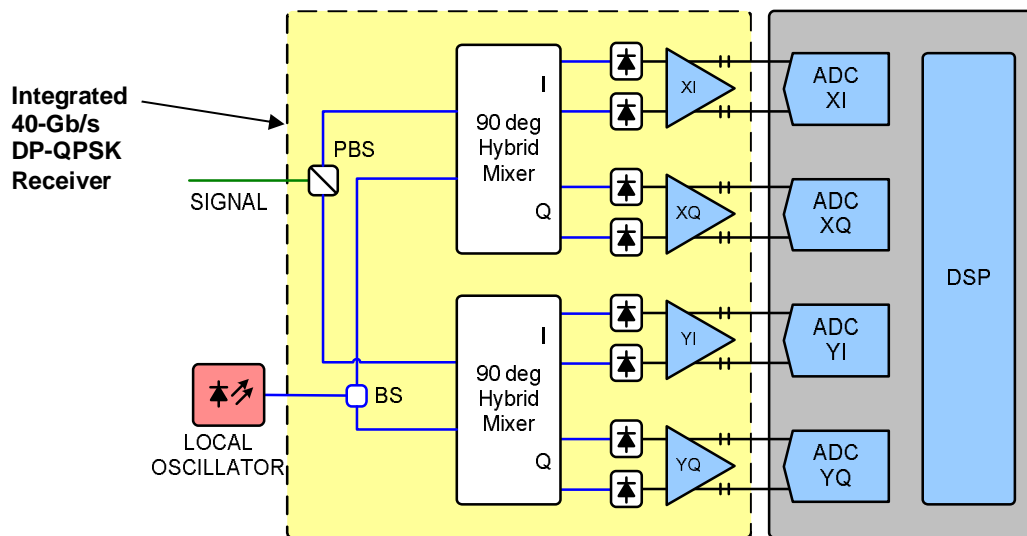 Integrated
40-Gb/s
DP-QPSK
Receiver
SIGNAL
PBS
LOCAL
OSCILLATOR
BS
I
90 deg
Hybrid
Mixer
Q
XI
XQ
ADC
XI
ADC
XQ
I
90 deg
Hybrid
Mixer
Q
YI
YQ
ADC
YI
ADC
YQ
DSP